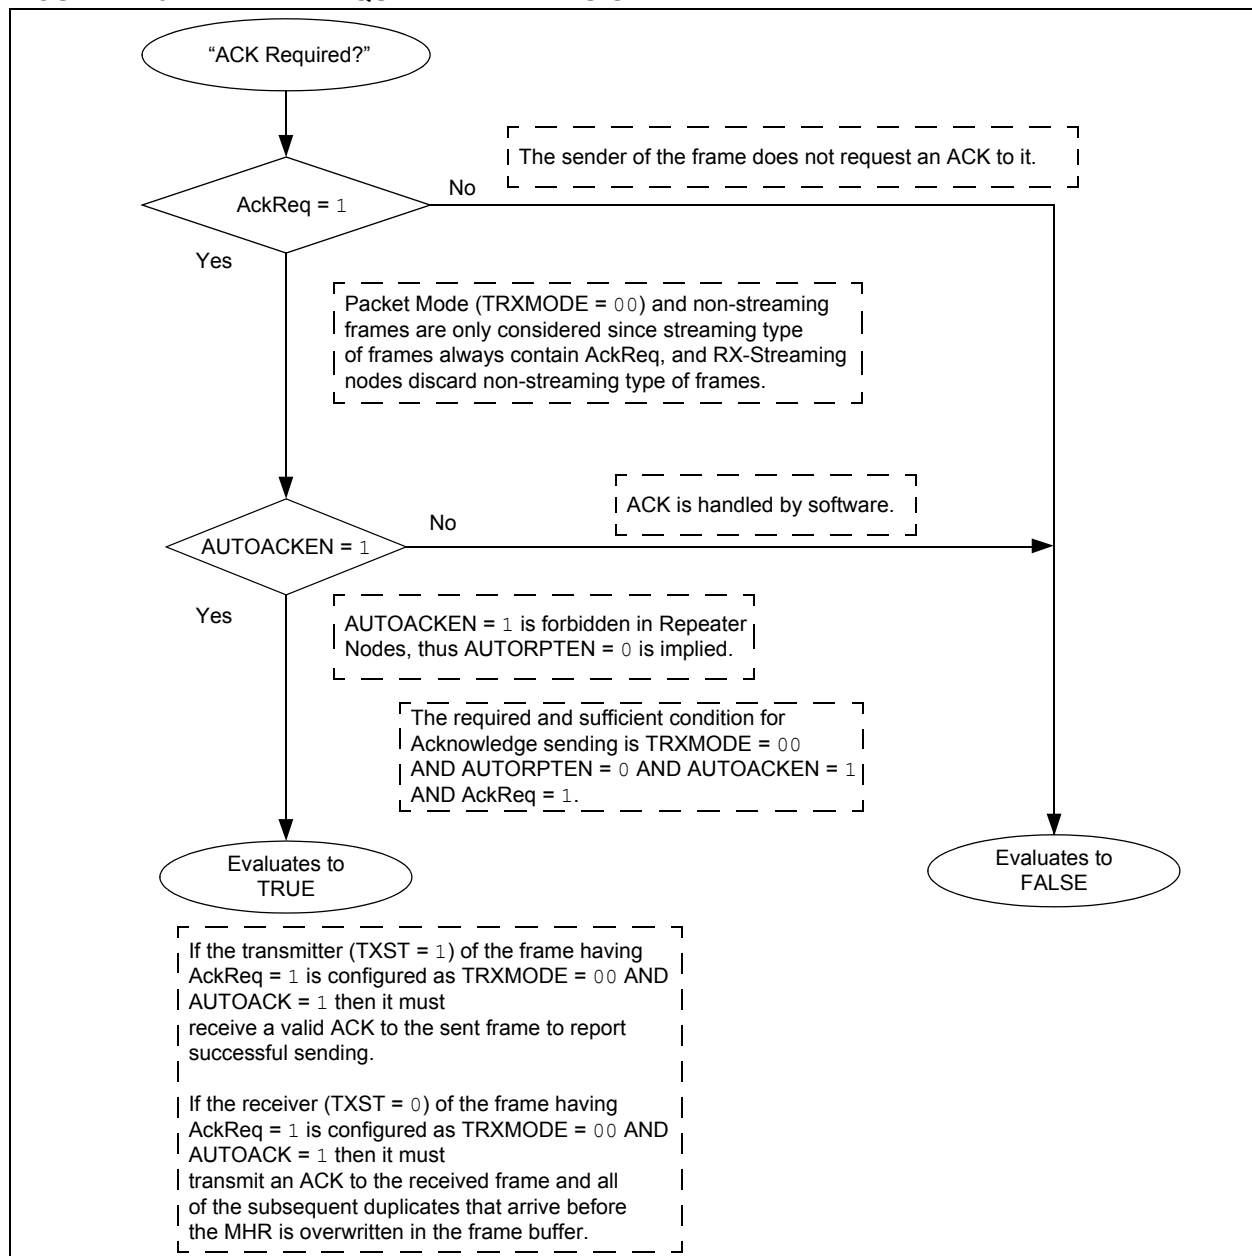 “ACK Required?”
The sender of the frame does not request an ACK to it.
No
AckReq = 1
Yes
Packet Mode (TRXMODE = 00) and non-streaming
frames are only considered since streaming type
of frames always contain AckReq, and RX-Streaming
nodes discard non-streaming type of frames.
ACK is handled by software.
No
AUTOACKEN = 1
Yes
AUTOACKEN = 1 is forbidden in Repeater
Nodes, thus AUTORPTEN = 0 is implied.
The required and sufficient condition for
Acknowledge sending is TRXMODE = 00
AND AUTORPTEN = 0 AND AUTOACKEN = 1
AND AckReq = 1.
Evaluates to
TRUE
Evaluates to
FALSE
If the transmitter (TXST = 1) of the frame having
AckReq = 1 is configured as TRXMODE = 00 AND
AUTOACK = 1 then it must
receive a valid ACK to the sent frame to report
successful sending.
If the receiver (TXST = 0) of the frame having
AckReq = 1 is configured as TRXMODE = 00 AND
AUTOACK = 1 then it must
transmit an ACK to the received frame and all
of the subsequent duplicates that arrive before
the MHR is overwritten in the frame buffer.